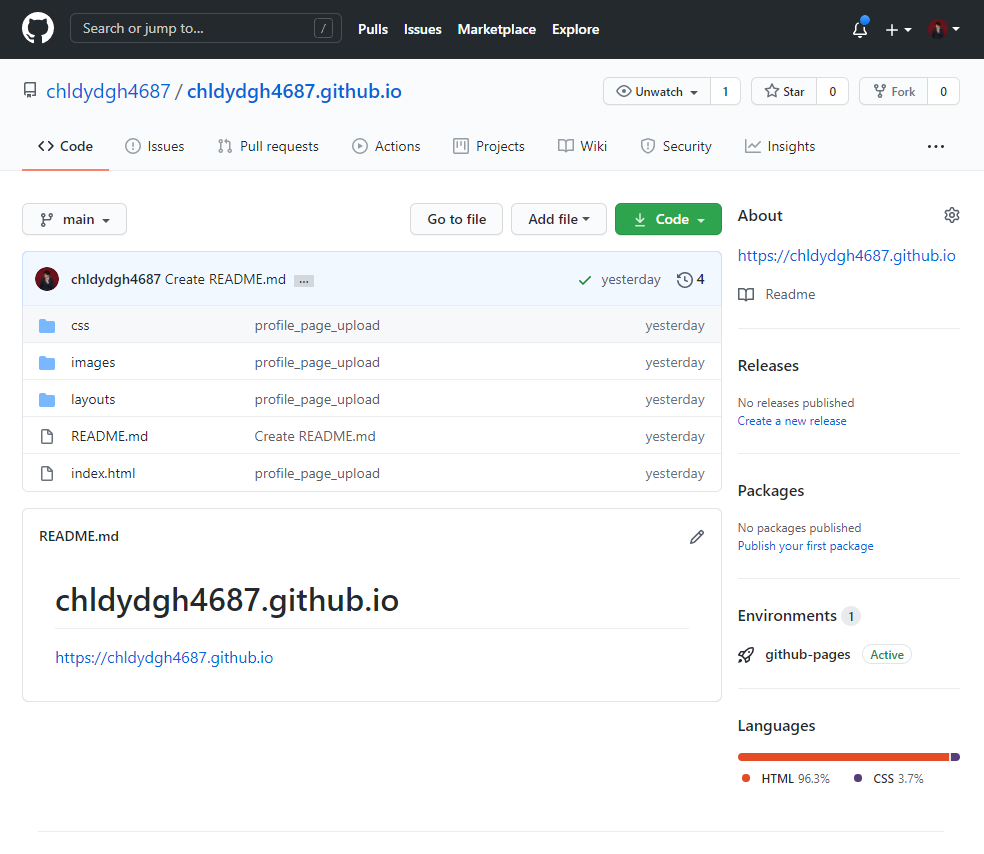 Search or jump to... / Pulls Issues Marketplace Explore
chldydgh4687 / chldydgh4687.github.io Unwatch 1 Star 0 Fork 0
Code Issues Pull requests Actions Projects Wiki Security Insights ...
main Go to file Add file Code
chldydgh4687 Create README.md ... yesterday 4
css profile_page_upload yesterday
images profile_page_upload yesterday
layouts profile_page_upload yesterday
README.md Create README.md yesterday
index.html profile_page_upload yesterday
README.md
chldydgh4687.github.io
https://chldydgh4687.github.io
About
https://chldydgh4687.github.io
Readme
Releases
No releases published
Create a new release
Packages
No packages published
Publish your first package
Environments 1
github-pages Active
Languages
HTML 96.3% CSS 3.7%